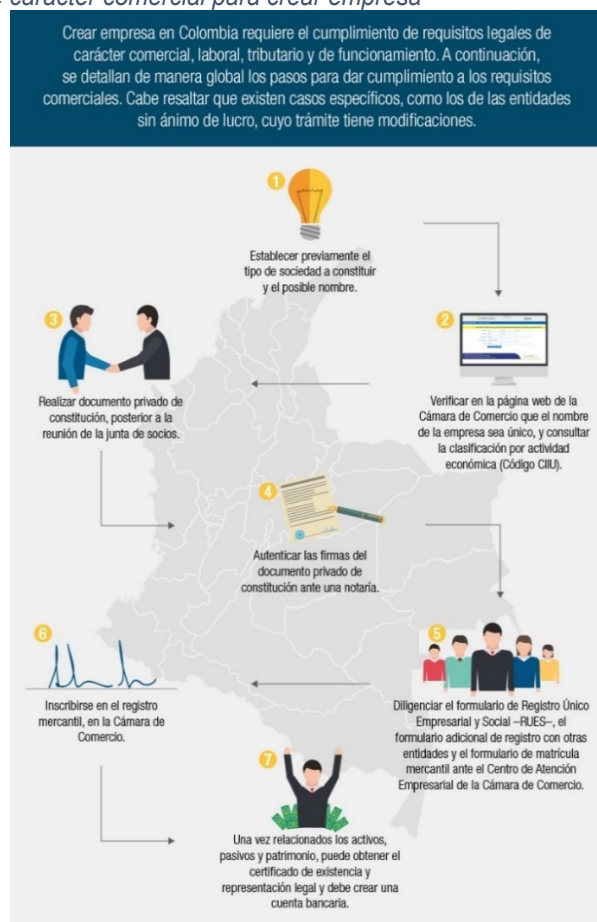 carácter comercial para crear empresa
Crear empresa en Colombia requiere el cumplimiento de requisitos legales de
carácter comercial, laboral, tributario y de funcionamiento. A continuación,
se detallan de manera global los pasos para dar cumplimiento a los requisitos
comerciales. Cabe resaltar que existen casos específicos, como los de las entidades
sin ánimo de lucro, cuyo trámite tiene modificaciones.
1
Establecer previamente el
tipo de sociedad a constituir
y el posible nombre.
2
Verificar en la página web de la
Cámara de Comercio que el nombre
de la empresa sea único, y consultar
la clasificación por actividad
económica (Código CIIU).
3
Realizar documento privado de
constitución, posterior a la
reunión de la junta de socios.
4
Autenticar las firmas del
documento privado de
constitución ante una notaría.
5
Diligenciar el formulario de Registro Único
Empresarial y Social –RUES–, el
formulario adicional de registro con otras
entidades y el formulario de matrícula
mercantil ante el Centro de Atención
Empresarial de la Cámara de Comercio.
6
Inscribirse en el registro
mercantil, en la Cámara de
Comercio.
7
Una vez relacionados los activos,
pasivos y patrimonio, puede obtener el
certificado de existencia y
representación legal y debe crear una
cuenta bancaria.